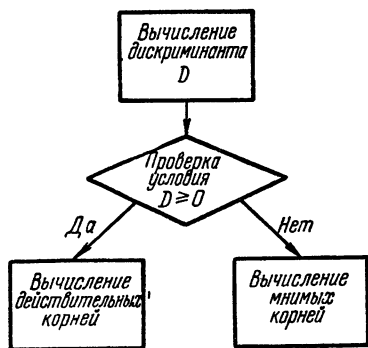 Вычисление
дискриминанта
D
Проверка
условия
D ≥ 0
Да
Нет
Вычисление
действительных
корней
Вычисление
мнимых
корней